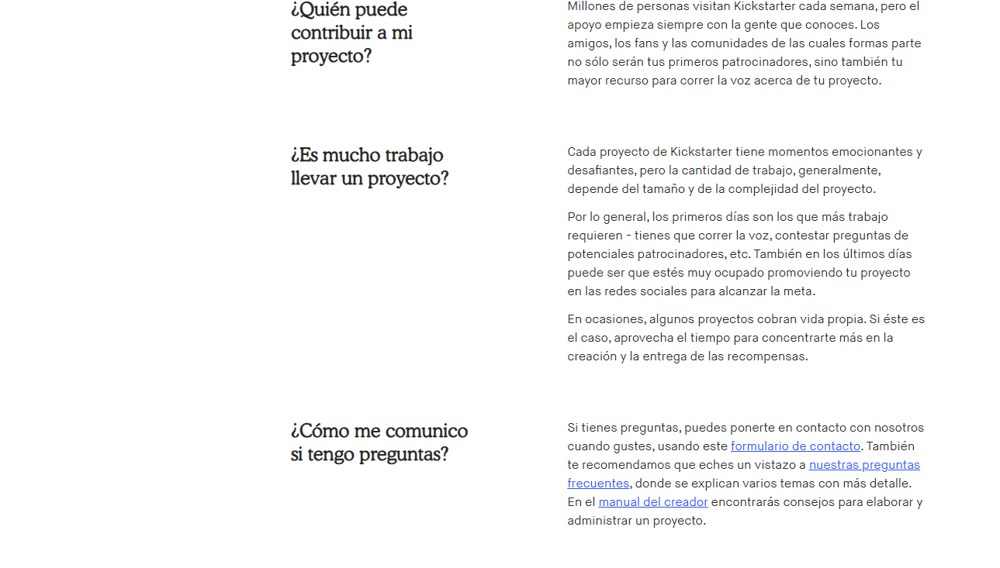 ¿Quién puede
contribuir a mi
proyecto?
Millones de personas visitan Kickstarter cada semana, pero el
apoyo empieza siempre con la gente que conoces. Los
amigos, los fans y las comunidades de las cuales formas parte
no sólo serán tus primeros patrocinadores, sino también tu
mayor recurso para correr la voz acerca de tu proyecto.
¿Es mucho trabajo
llevar un proyecto?
Cada proyecto de Kickstarter tiene momentos emocionantes y
desafiantes, pero la cantidad de trabajo, generalmente,
depende del tamaño y de la complejidad del proyecto.
Por lo general, los primeros días son los que más trabajo
requieren - tienes que correr la voz, contestar preguntas de
potenciales patrocinadores, etc. También en los últimos días
puede ser que estés muy ocupado promoviendo tu proyecto
en las redes sociales para alcanzar la meta.
En ocasiones, algunos proyectos cobran vida propia. Si éste es
el caso, aprovecha el tiempo para concentrarte más en la
creación y la entrega de las recompensas.
¿Cómo me comunico
si tengo preguntas?
Si tienes preguntas, puedes ponerte en contacto con nosotros
cuando gustes, usando este formulario de contacto. También
te recomendamos que eches un vistazo a nuestras preguntas
frecuentes, donde se explican varios temas con más detalle.
En el manual del creador encontrarás consejos para elaborar y
administrar un proyecto.